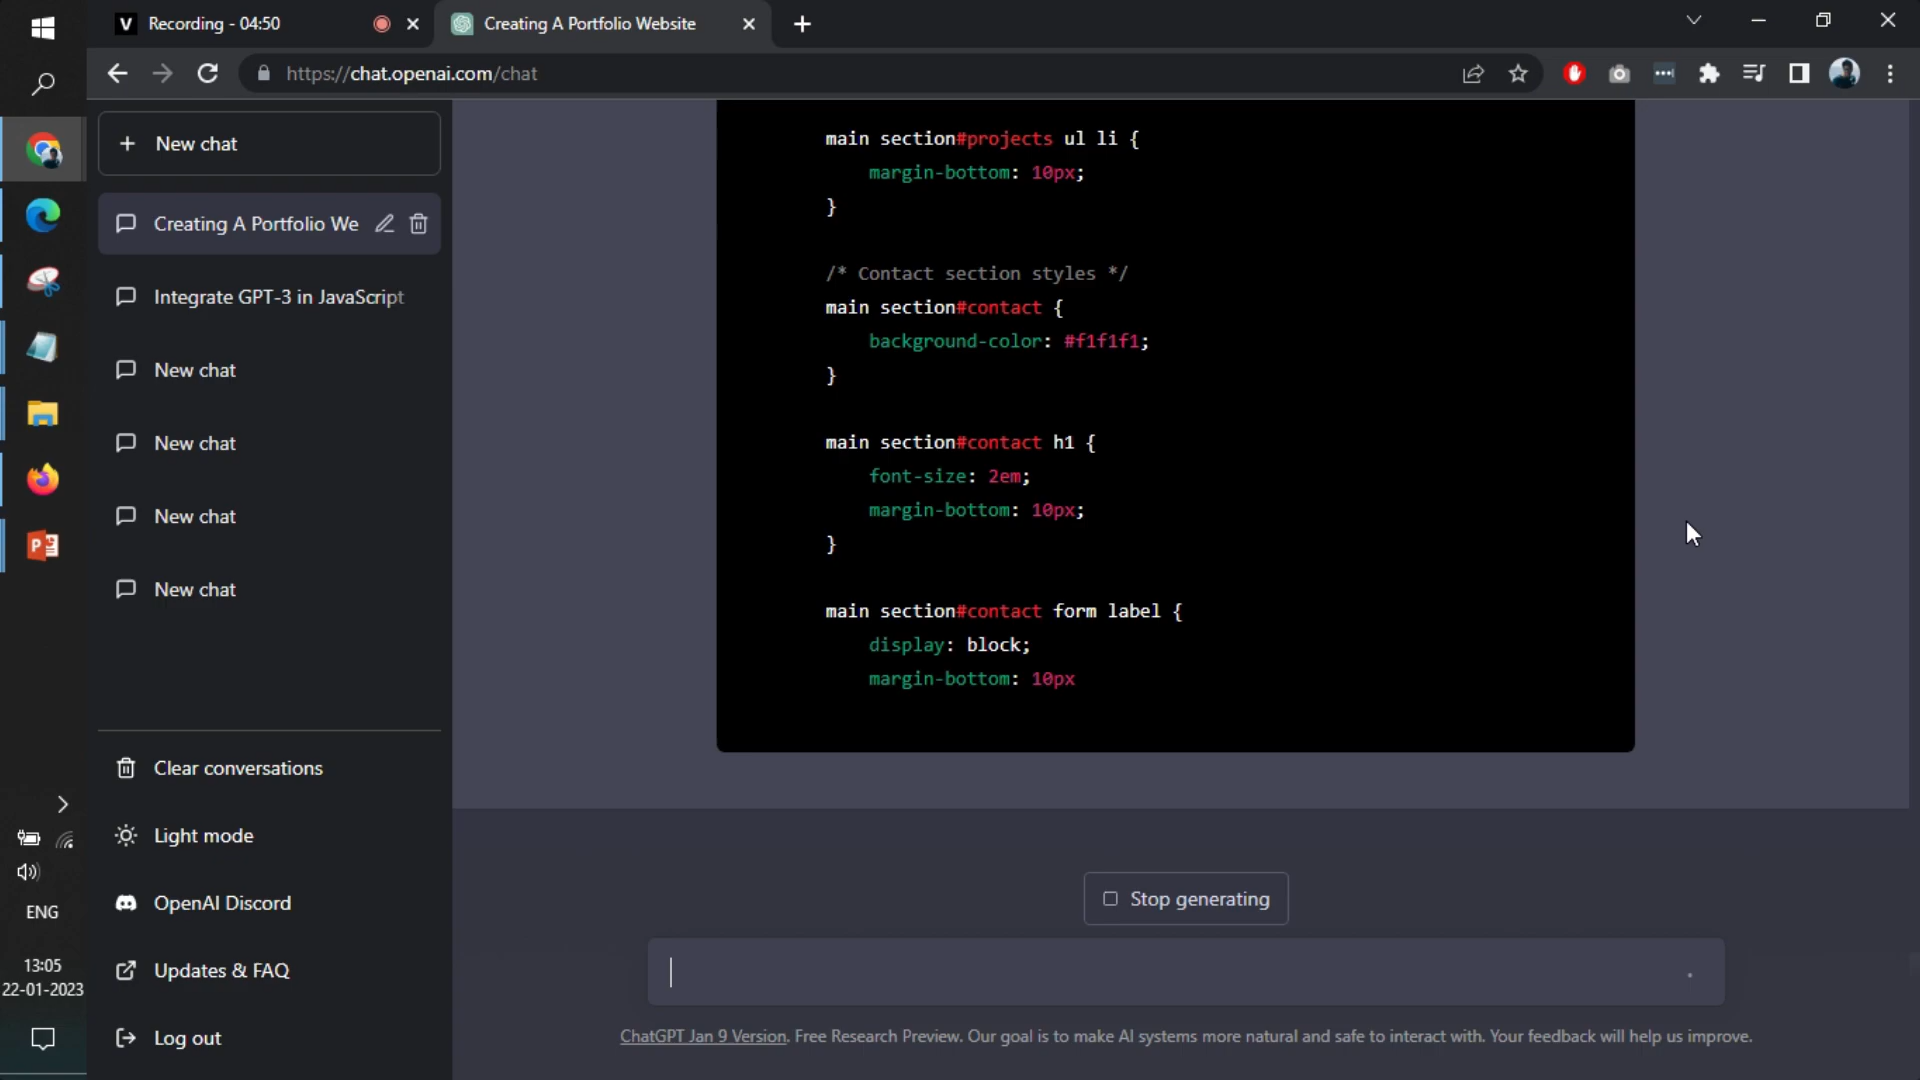 Recording - 04:50
Creating A Portfolio Website
https://chat.openai.com/chat
New chat
Creating A Portfolio We
Integrate GPT-3 in JavaScript
New chat
New chat
New chat
New chat
Clear conversations
Light mode
OpenAI Discord
Updates & FAQ
Log out
ENG
13:05
22-01-2023
main section#projects ul li {
margin-bottom: 10px;
}
/* Contact section styles */
main section#contact {
background-color: #f1f1f1;
}
main section#contact h1 {
font-size: 2em;
margin-bottom: 10px;
}
main section#contact form label {
display: block;
margin-bottom: 10px
Stop generating
ChatGPT Jan 9 Version. Free Research Preview. Our goal is to make AI systems more natural and safe to interact with. Your feedback will help us improve.